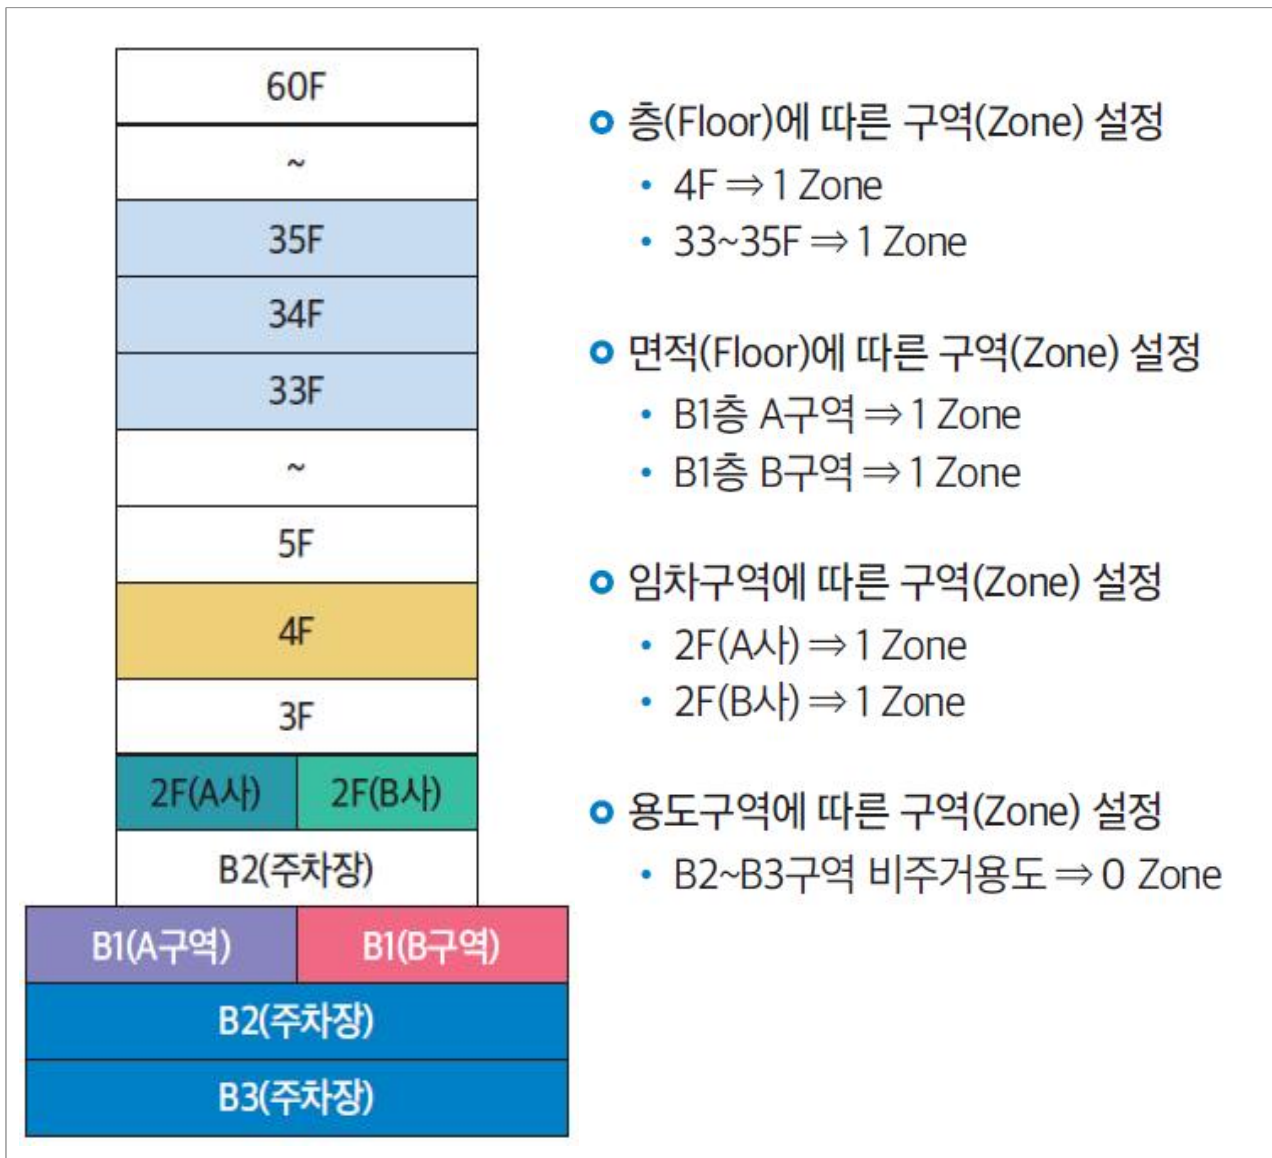 60F
~
35F
34F
33F
~
5F
4F
3F
2F(A사) 2F(B사)
B2(주차장)
B1(A구역) B1(B구역)
B2(주차장)
B3(주차장)
층(Floor)에 따른 구역(Zone) 설정
• 4F ⇒ 1 Zone
• 33~35F ⇒ 1 Zone
면적(Floor)에 따른 구역(Zone) 설정
• B1층 A구역 ⇒ 1 Zone
• B1층 B구역 ⇒ 1 Zone
임차구역에 따른 구역(Zone) 설정
• 2F(A사) ⇒ 1 Zone
• 2F(B사) ⇒ 1 Zone
용도구역에 따른 구역(Zone) 설정
• B2~B3구역 비주거용도 ⇒ 0 Zone